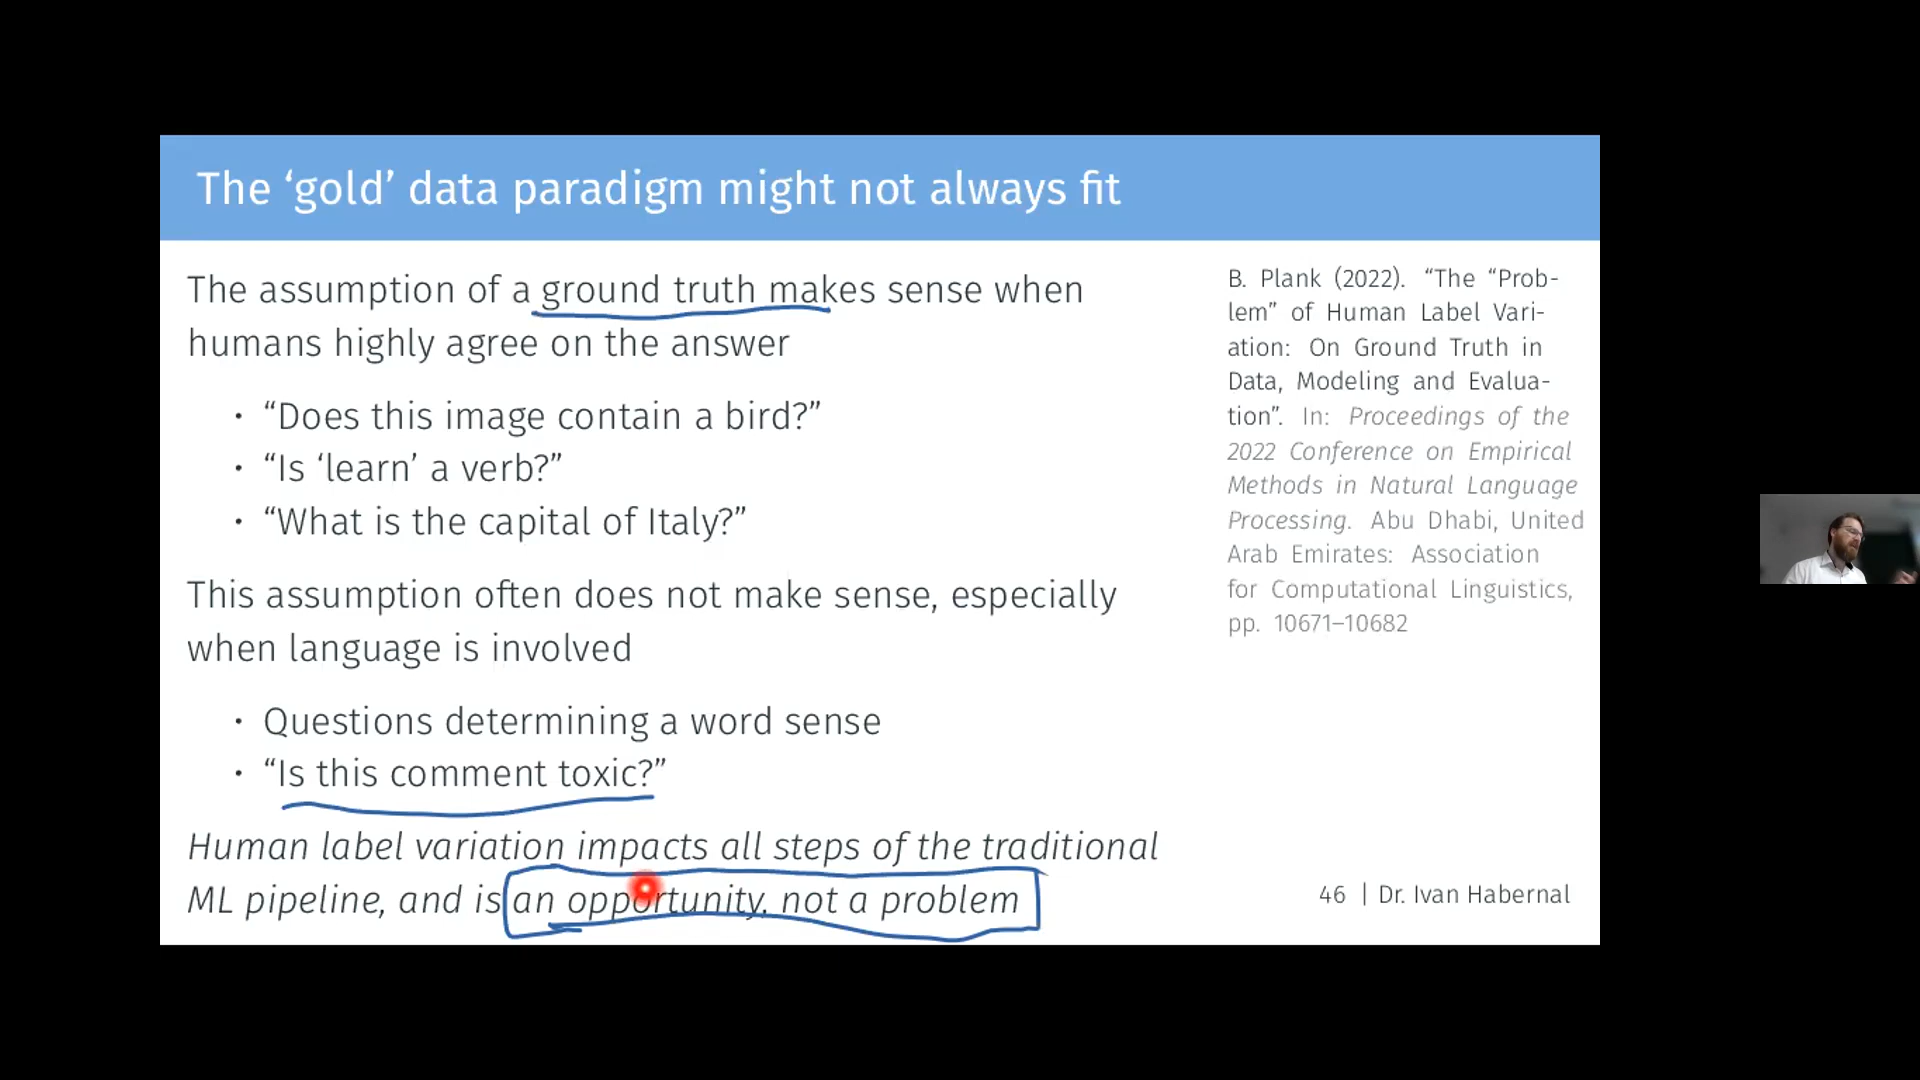 The ‘gold’ data paradigm might not always fit
The assumption of a ground truth makes sense when
humans highly agree on the answer
• “Does this image contain a bird?”
• “Is ‘learn’ a verb?”
• “What is the capital of Italy?”
This assumption often does not make sense, especially
when language is involved
• Questions determining a word sense
• “Is this comment toxic?”
Human label variation impacts all steps of the traditional
ML pipeline, and is an opportunity, not a problem
B. Plank (2022). “The “Prob-
lem” of Human Label Vari-
ation: On Ground Truth in
Data, Modeling and Evalua-
tion”. In: Proceedings of the
2022 Conference on Empirical
Methods in Natural Language
Processing. Abu Dhabi, United
Arab Emirates: Association
for Computational Linguistics,
pp. 10671–10682
46 | Dr. Ivan Habernal